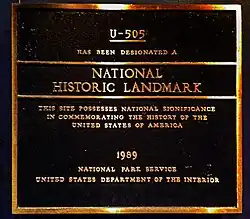 U-505
HAS BEEN DESIGNATED A
NATIONAL
HISTORIC LANDMARK
THIS SITE POSSESSES NATIONAL SIGNIFICANCE
IN COMMEMORATING THE HISTORY OF THE
UNITED STATES OF AMERICA
1989
NATIONAL PARK SERVICE
UNITED STATES DEPARTMENT OF THE INTERIOR